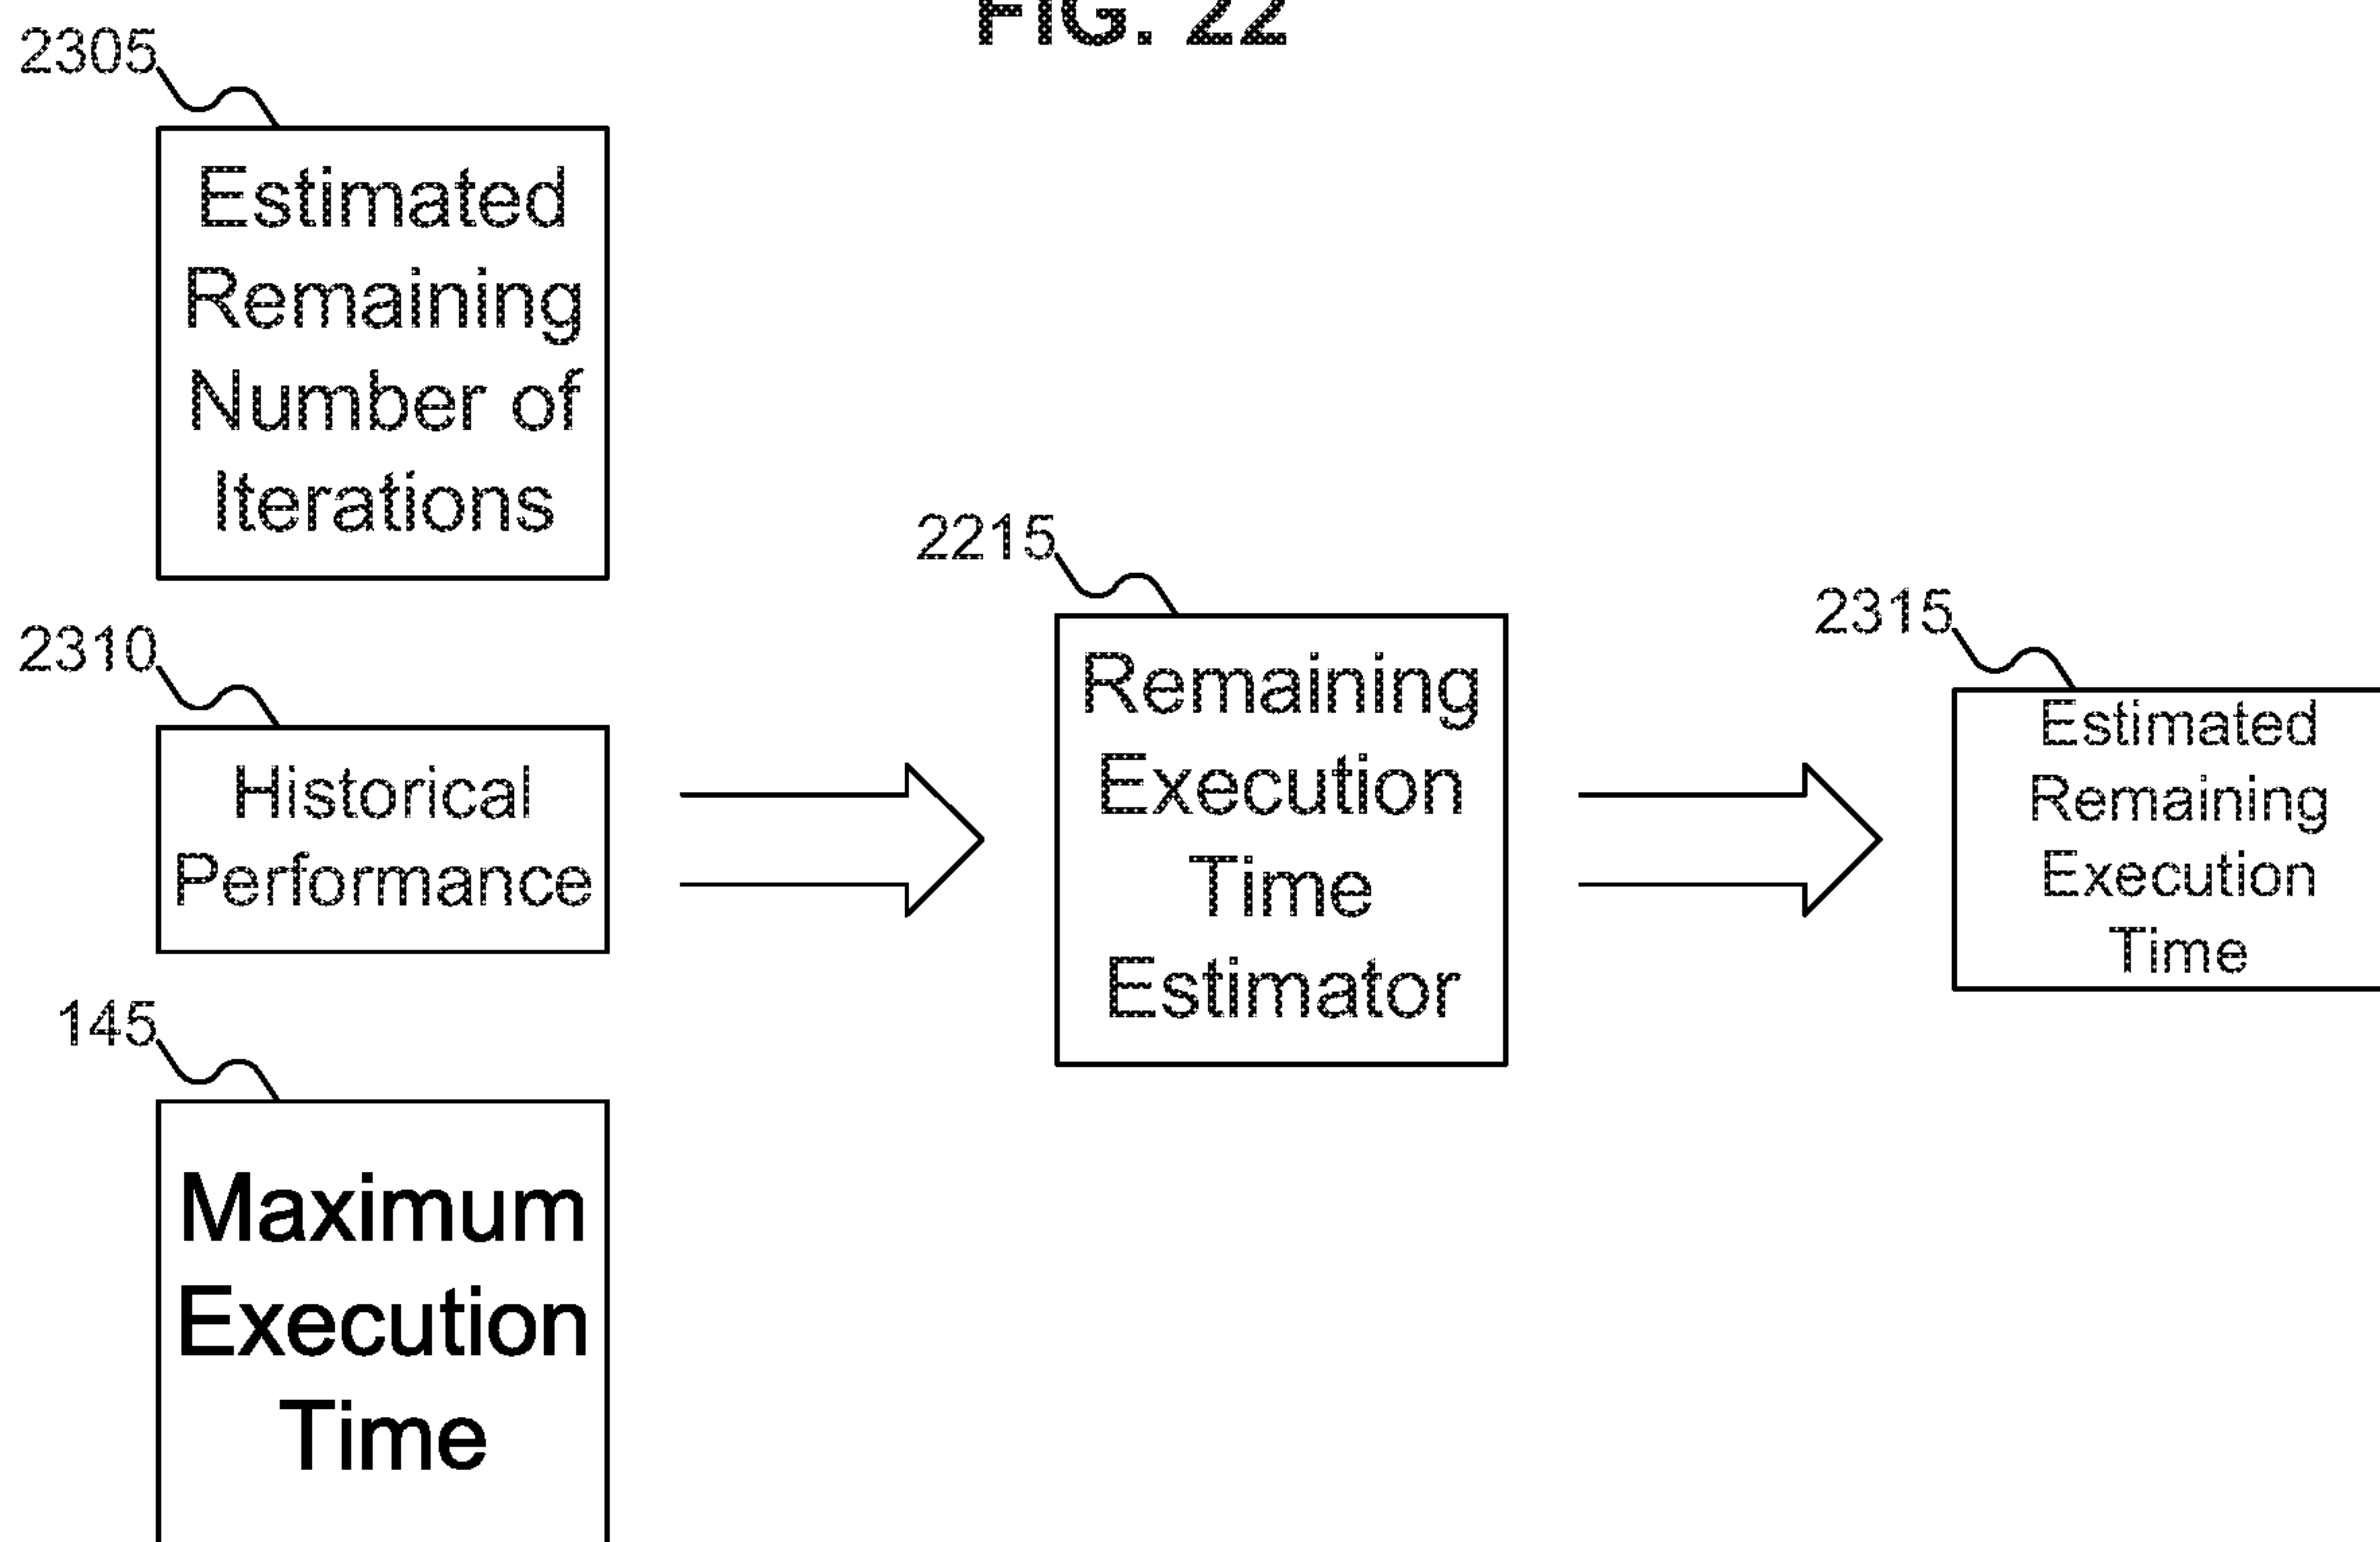 FIG. 22
2305
Estimated
Remaining
Number of
Iterations
2310
Historical
Performance
145
Maximum
Execution
Time
2215
Remaining
Execution
Time
Estimator
2315
Estimated
Remaining
Execution
Time